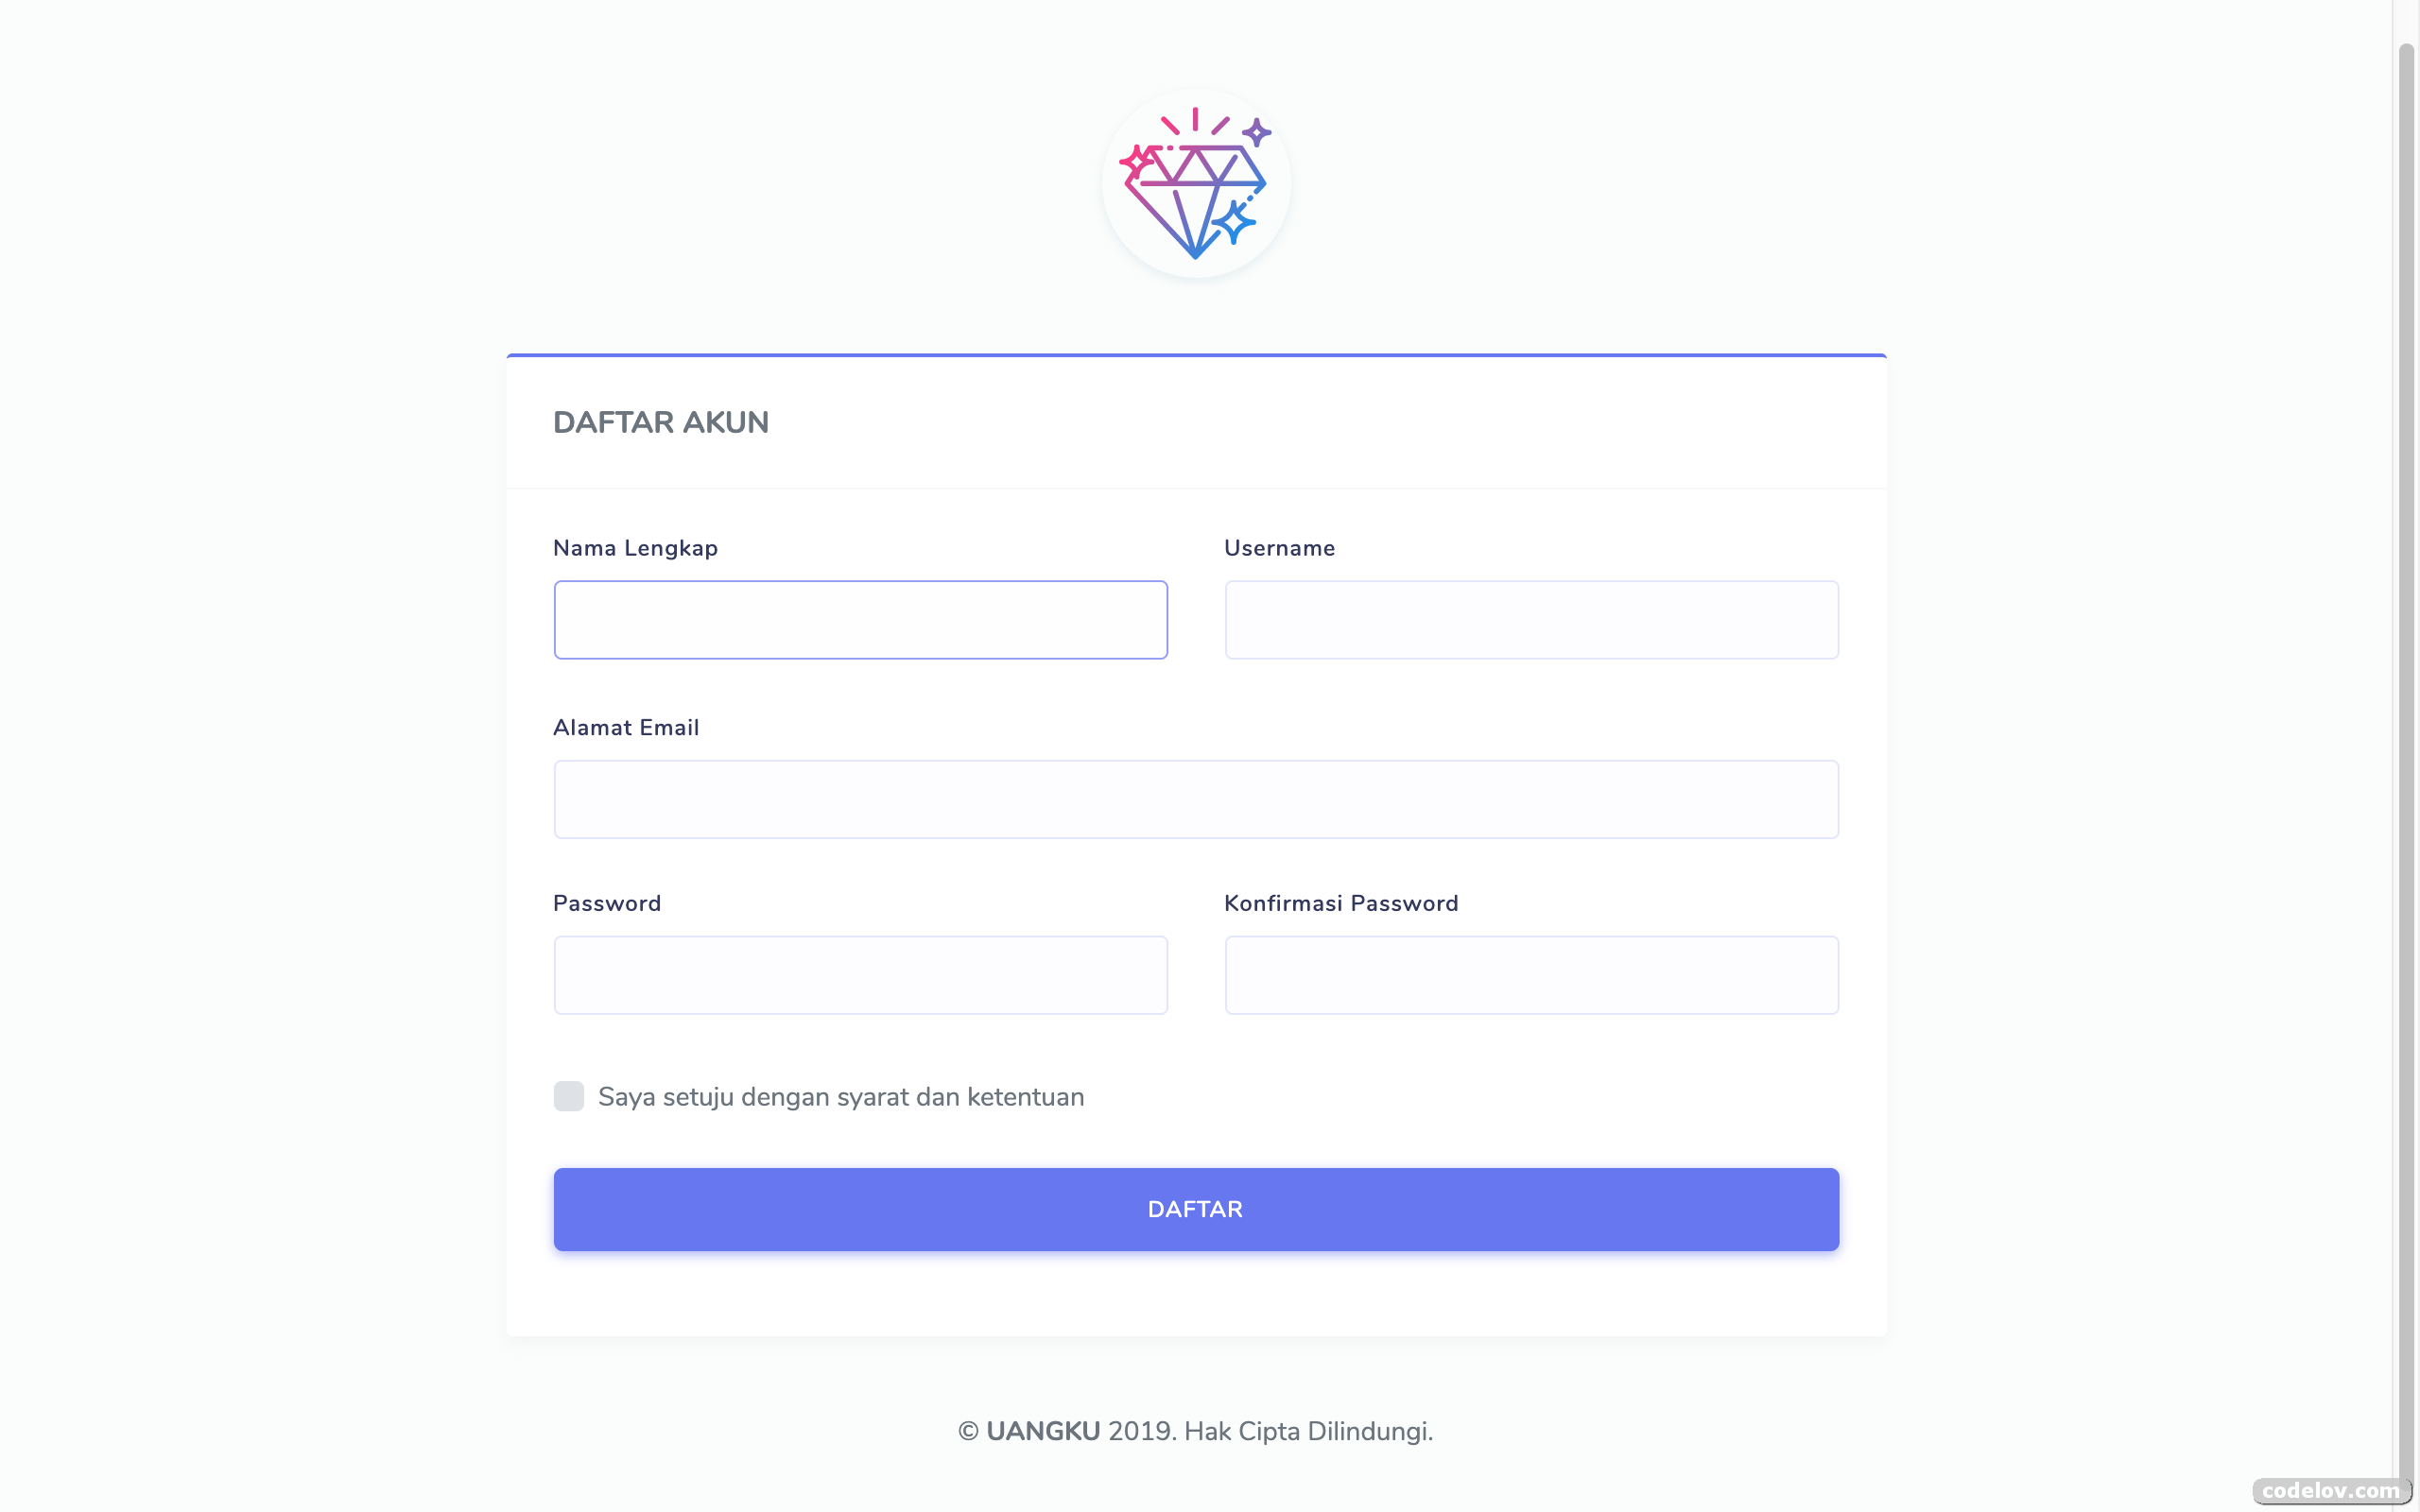 DAFTAR AKUN
Nama Lengkap
Username
Alamat Email
Password
Konfirmasi Password
Saya setuju dengan syarat dan ketentuan
DAFTAR
© UANGKU 2019. Hak Cipta Dilindungi.
codelov.com